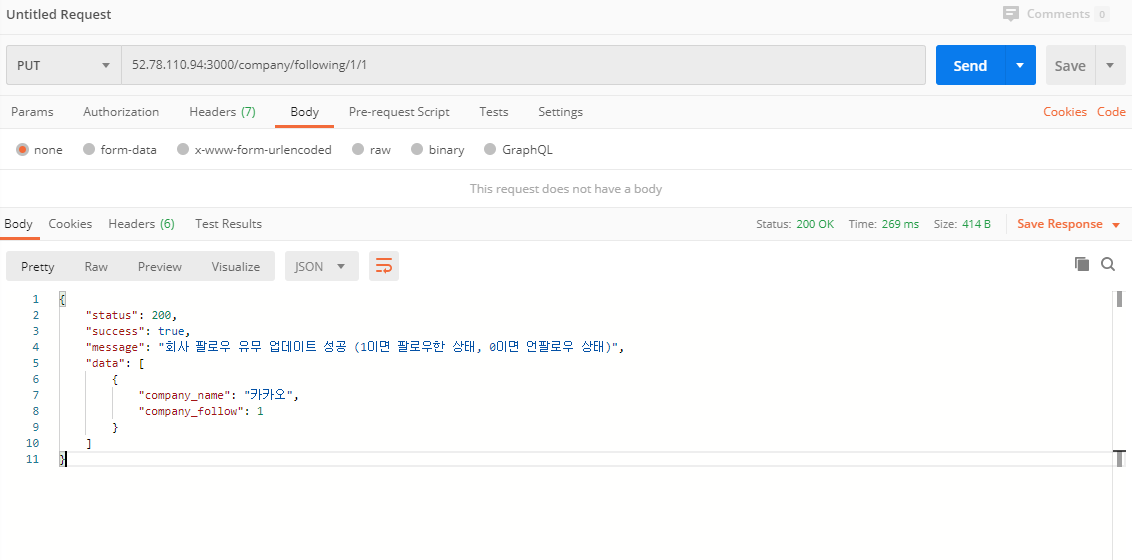 Untitled Request
Comments 0
PUT 52.78.110.94:3000/company/following/1/1 Send Save
Params Authorization Headers (7) Body Pre-request Script Tests Settings Cookies Code
none form-data x-www-form-urlencoded raw binary GraphQL
This request does not have a body
Body Cookies Headers (6) Test Results Status: 200 OK Time: 269 ms Size: 414 B Save Response
Pretty Raw Preview Visualize JSON
1 {
2 "status": 200,
3 "success": true,
4 "message": "회사 팔로우 유무 업데이트 성공 (1이면 팔로우한 상태, 0이면 언팔로우 상태)",
5 "data": [
6 {
7 "company_name": "카카오",
8 "company_follow": 1
9 }
10 ]
11 }